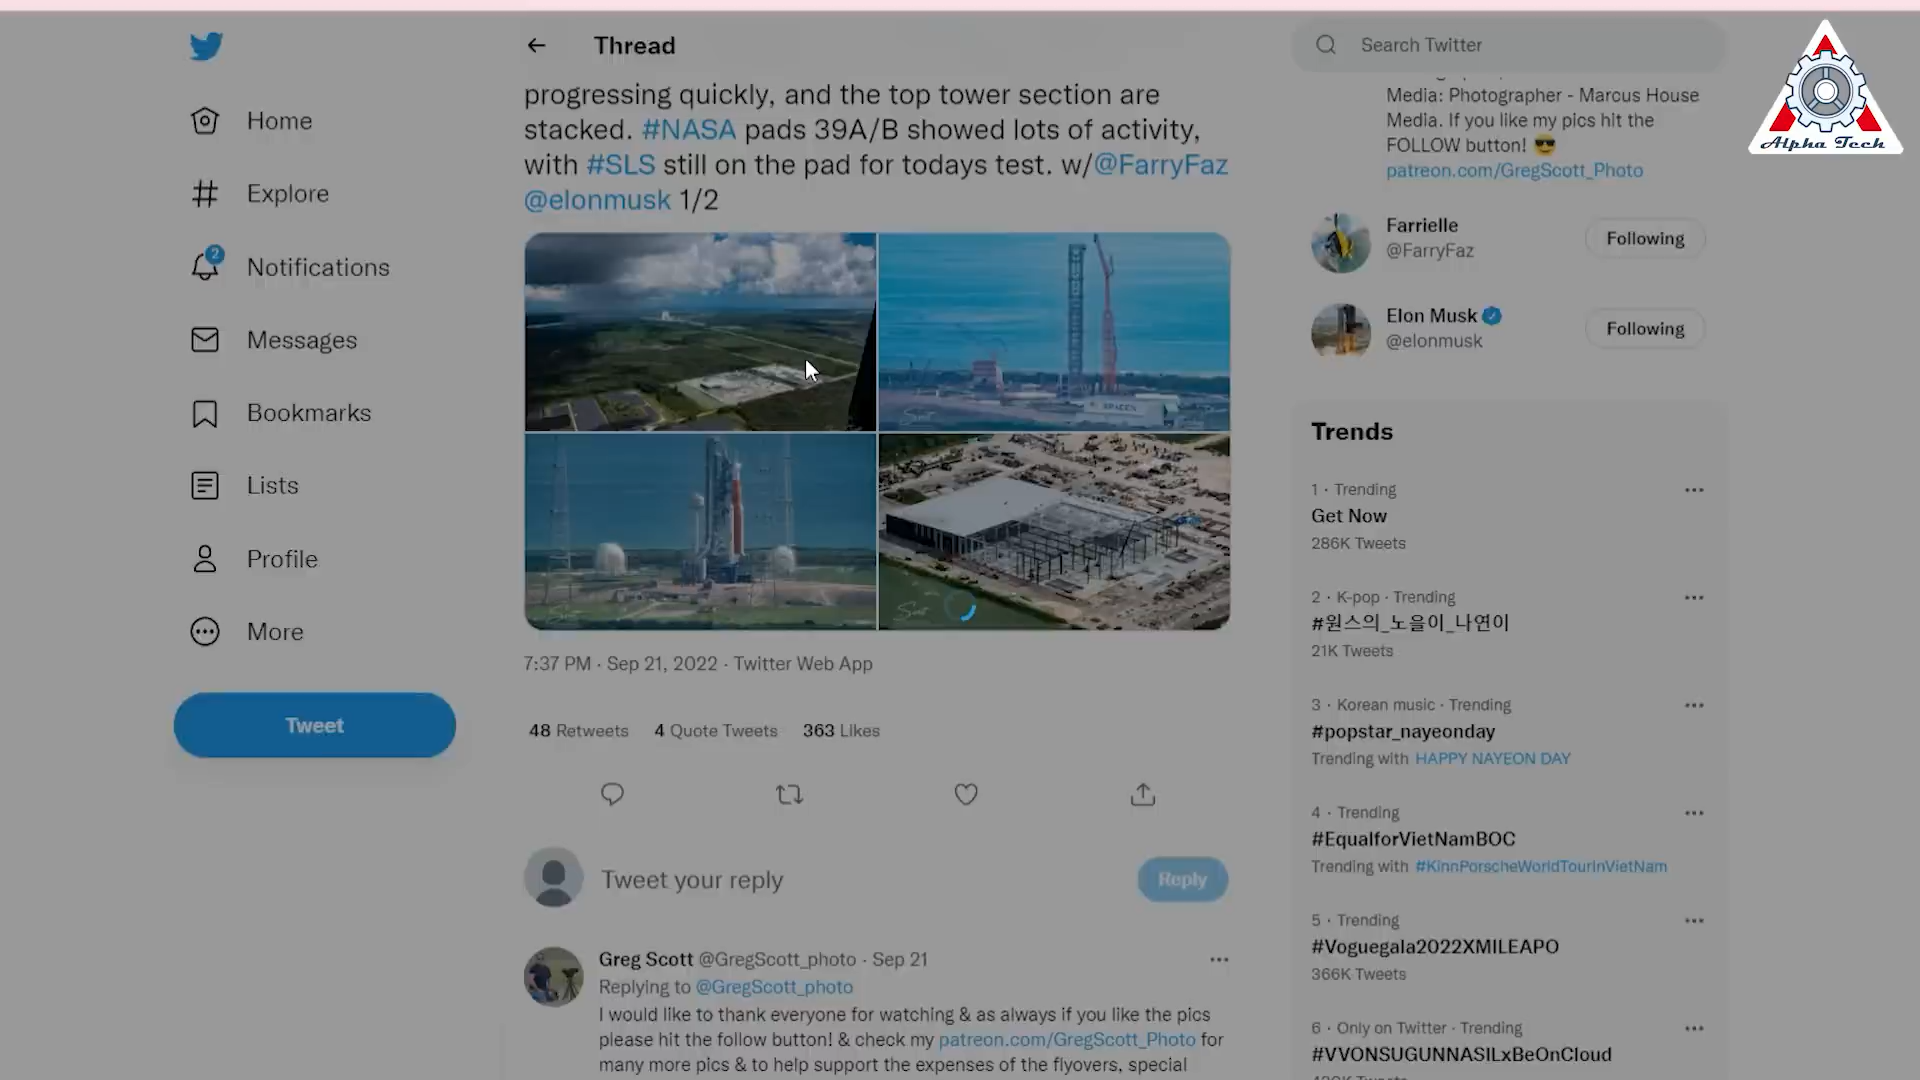 Thread
Search Twitter
Alpha Tech
Home
Explore
2
Notifications
Messages
Bookmarks
Lists
Profile
More
Tweet
progressing quickly, and the top tower section are
stacked. #NASA pads 39A/B showed lots of activity,
with #SLS still on the pad for todays test. w/@FarryFaz
@elonmusk 1/2
SPACEX
7:37 PM · Sep 21, 2022 · Twitter Web App
48 Retweets 4 Quote Tweets 363 Likes
Tweet your reply
Reply
Greg Scott @GregScott_photo · Sep 21
Replying to @GregScott_photo
I would like to thank everyone for watching & as always if you like the pics
please hit the follow button! & check my patreon.com/GregScott_Photo for
many more pics & to help support the expenses of the flyovers, special
Media: Photographer - Marcus House
Media. If you like my pics hit the
FOLLOW button! 😎
patreon.com/GregScott_Photo
Farrielle
@FarryFaz
Following
Elon Musk
@elonmusk
Following
Trends
1 · Trending
Get Now
286K Tweets
2 · K-pop · Trending
#원스의_노을이_나연이
21K Tweets
3 · Korean music · Trending
#popstar_nayeonday
Trending with HAPPY NAYEON DAY
4 · Trending
#EqualforVietNamBOC
Trending with #KinnPorscheWorldTourInVietNam
5 · Trending
#Voguegala2022XMILEAPO
366K Tweets
6 · Only on Twitter · Trending
#VVONSUGUNNASILxBeOnCloud